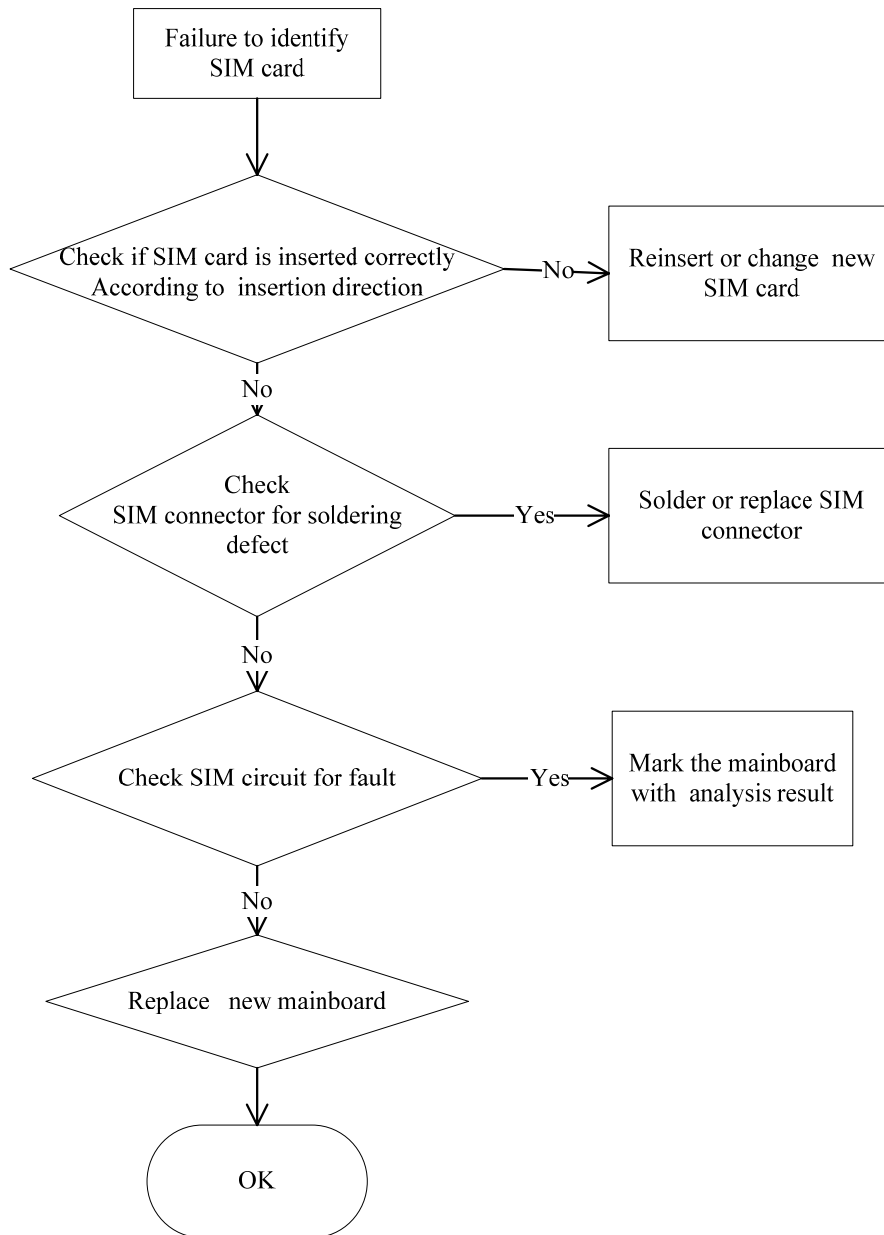 Failure to identify
SIM card
Check if SIM card is inserted correctly
According to insertion direction
No
Reinsert or change new
SIM card
No
Check
SIM connector for soldering
defect
Yes
Solder or replace SIM
connector
No
Check SIM circuit for fault
Yes
Mark the mainboard
with analysis result
No
Replace new mainboard
OK